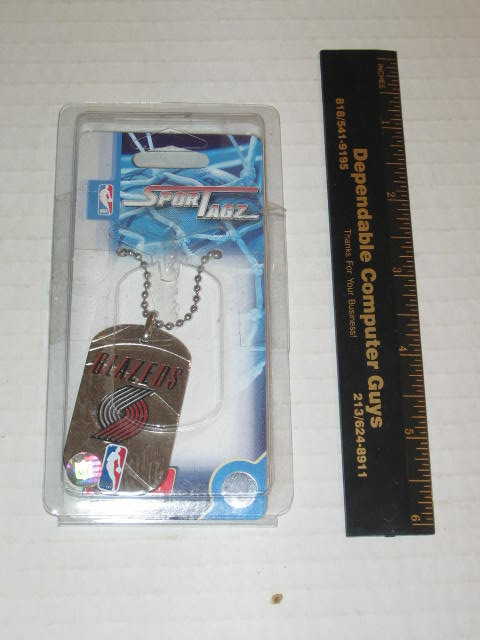 SPORTAGZ
BLAZERS
INCHES
1
2
3
4
5
6
818/541-9195
Dependable Computer Guys
Thanks For Your Business!
213/624-8911